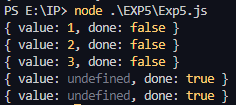 PS E:\IP> node .\EXP5\Exp5.js
{ value: 1, done: false }
{ value: 2, done: false }
{ value: 3, done: false }
{ value: undefined, done: true }
{ value: undefined, done: true }